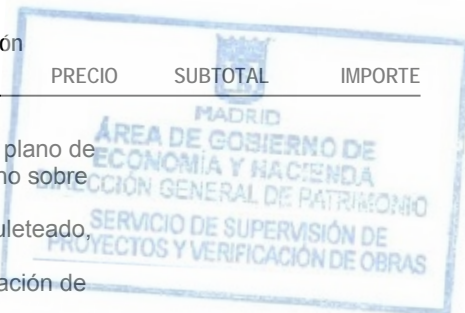 ón
PRECIO SUBTOTAL IMPORTE
MADRID
ÁREA DE GOBIERNO DE
plano de
ECONOMÍA Y HACIENDA
no sobre
DIRECCIÓN GENERAL DE PATRIMONIO
uleteado,
SERVICIO DE SUPERVISIÓN DE
PROYECTOS Y VERIFICACIÓN DE OBRAS
ación de